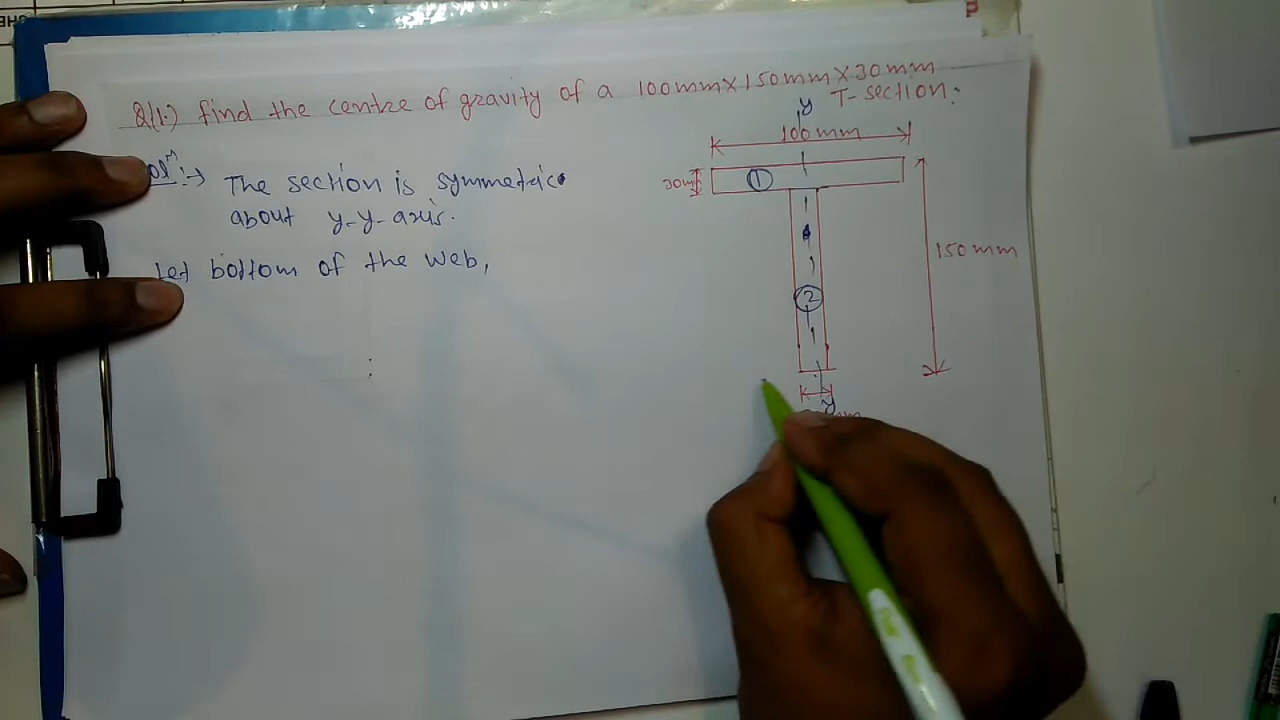 Q(1.) find the centre of gravity of a 100mm×150mm×30mm
T-section.
Solⁿ:→ The section is symmetric
about y-y-axis.
Let bottom of the web,
y
100mm
30mm
①
150mm
②
y
mm